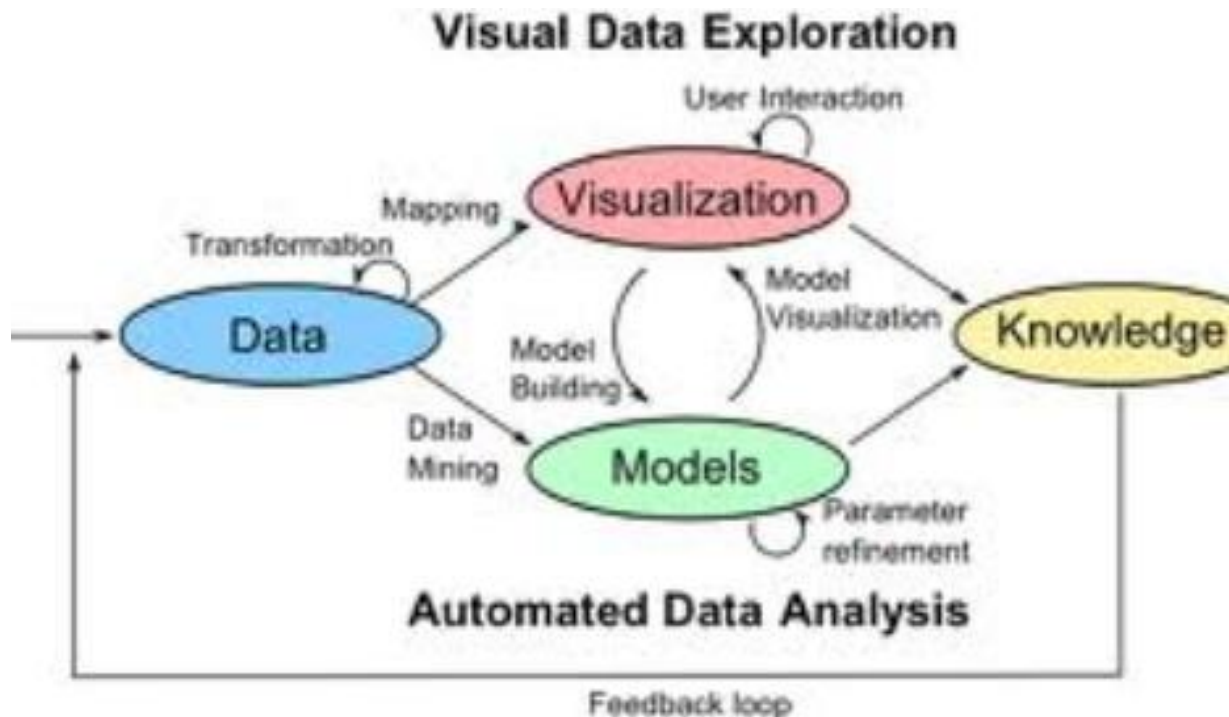 Visual Data Exploration
User Interaction
Visualization
Mapping
Transformation
Data
Model
Building
Model
Visualization
Knowledge
Data
Mining
Models
Parameter
refinement
Automated Data Analysis
Feedback loop